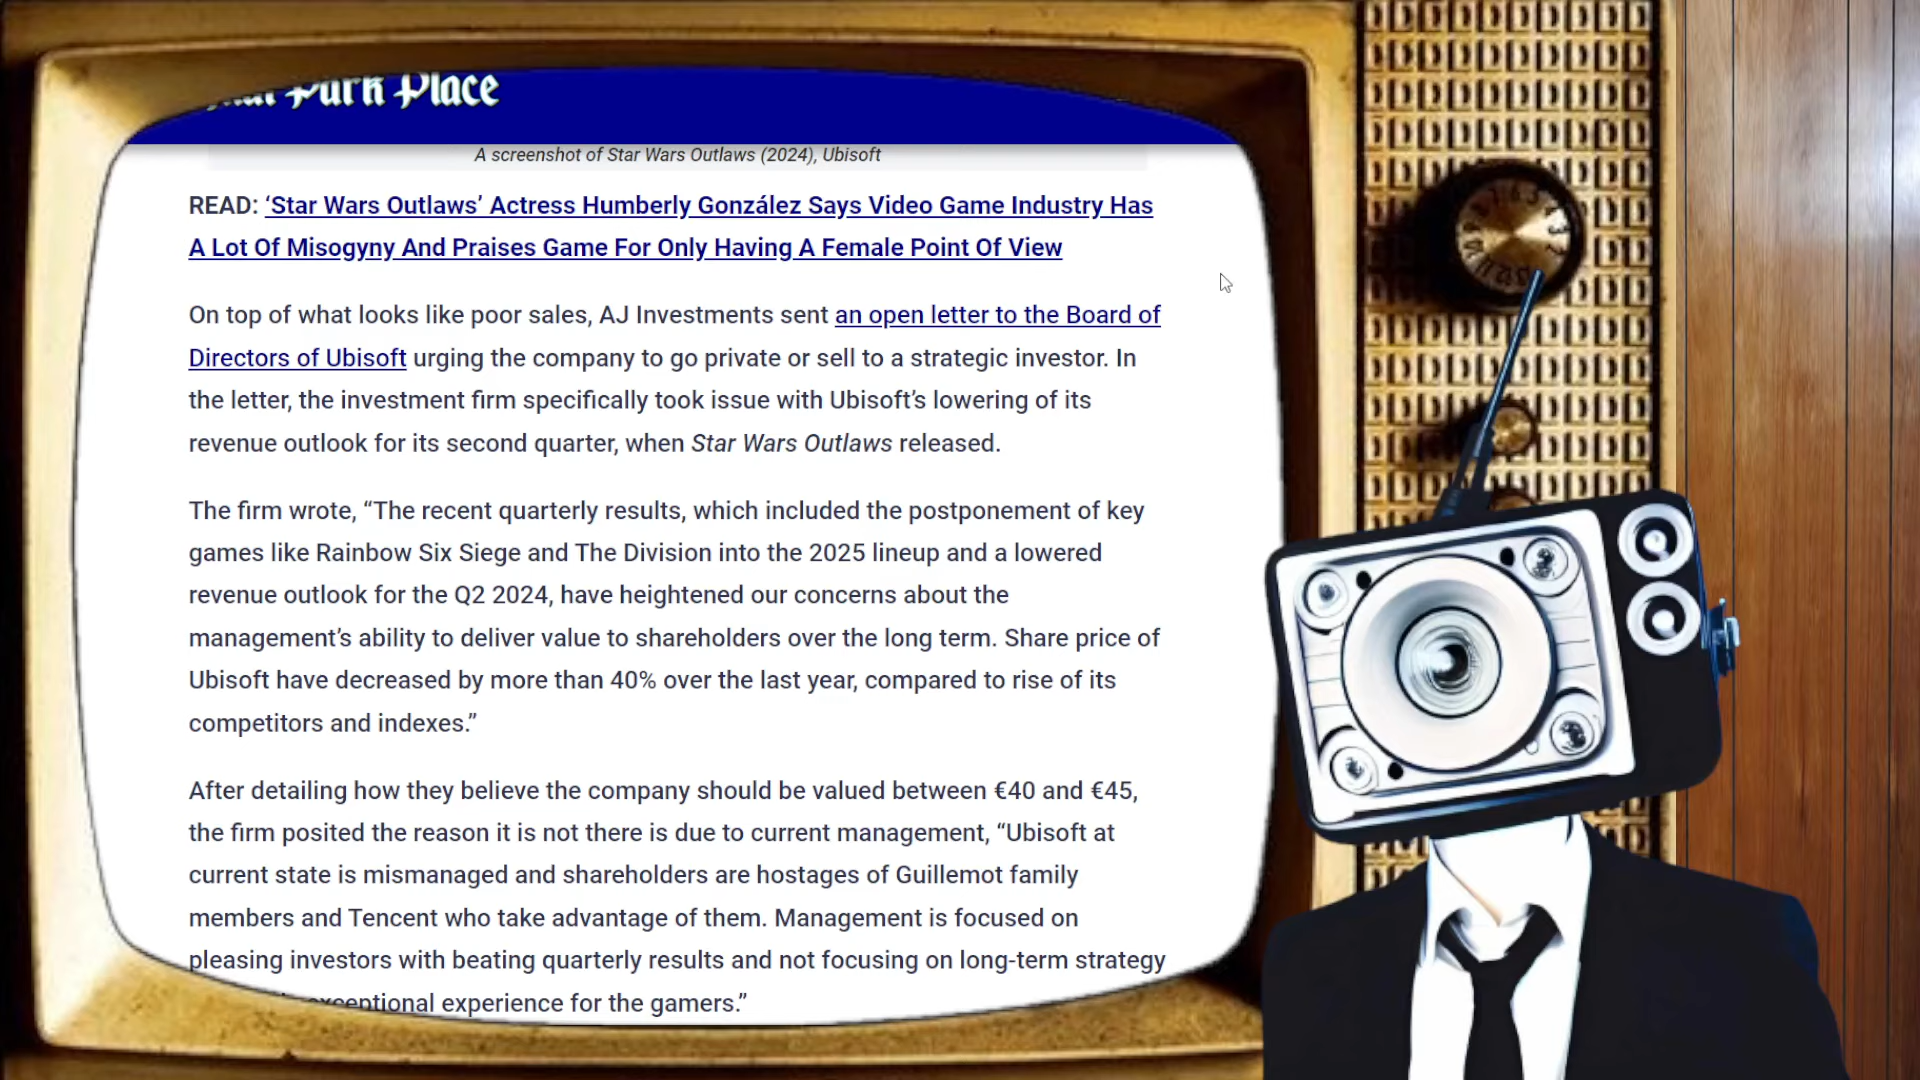 Park Place
A screenshot of Star Wars Outlaws (2024), Ubisoft
READ: ‘Star Wars Outlaws’ Actress Humberly González Says Video Game Industry Has
A Lot Of Misogyny And Praises Game For Only Having A Female Point Of View
On top of what looks like poor sales, AJ Investments sent an open letter to the Board of
Directors of Ubisoft urging the company to go private or sell to a strategic investor. In
the letter, the investment firm specifically took issue with Ubisoft’s lowering of its
revenue outlook for its second quarter, when Star Wars Outlaws released.
The firm wrote, “The recent quarterly results, which included the postponement of key
games like Rainbow Six Siege and The Division into the 2025 lineup and a lowered
revenue outlook for the Q2 2024, have heightened our concerns about the
management’s ability to deliver value to shareholders over the long term. Share price of
Ubisoft have decreased by more than 40% over the last year, compared to rise of its
competitors and indexes.”
After detailing how they believe the company should be valued between €40 and €45,
the firm posited the reason it is not there is due to current management, “Ubisoft at
current state is mismanaged and shareholders are hostages of Guillemot family
members and Tencent who take advantage of them. Management is focused on
pleasing investors with beating quarterly results and not focusing on long-term strategy
exceptional experience for the gamers.”